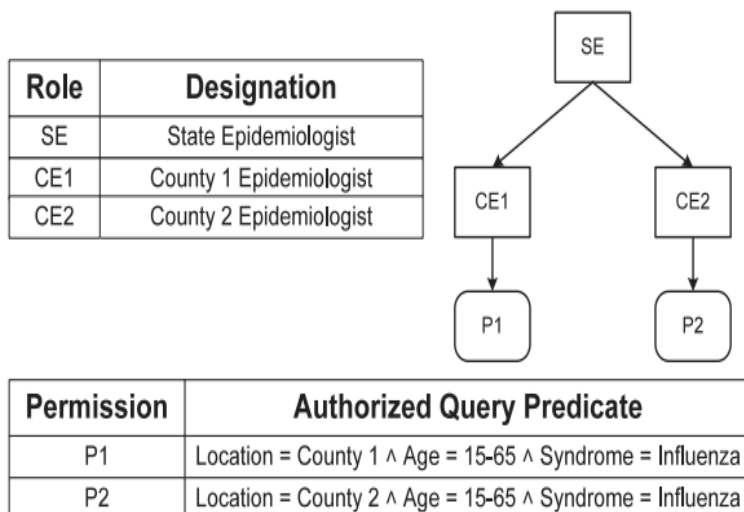 SE
Role Designation
SE State Epidemiologist
CE1 County 1 Epidemiologist
CE2 County 2 Epidemiologist
CE1 CE2
P1 P2
Permission Authorized Query Predicate
P1 Location = County 1 ∧ Age = 15-65 ∧ Syndrome = Influenza
P2 Location = County 2 ∧ Age = 15-65 ∧ Syndrome = Influenza